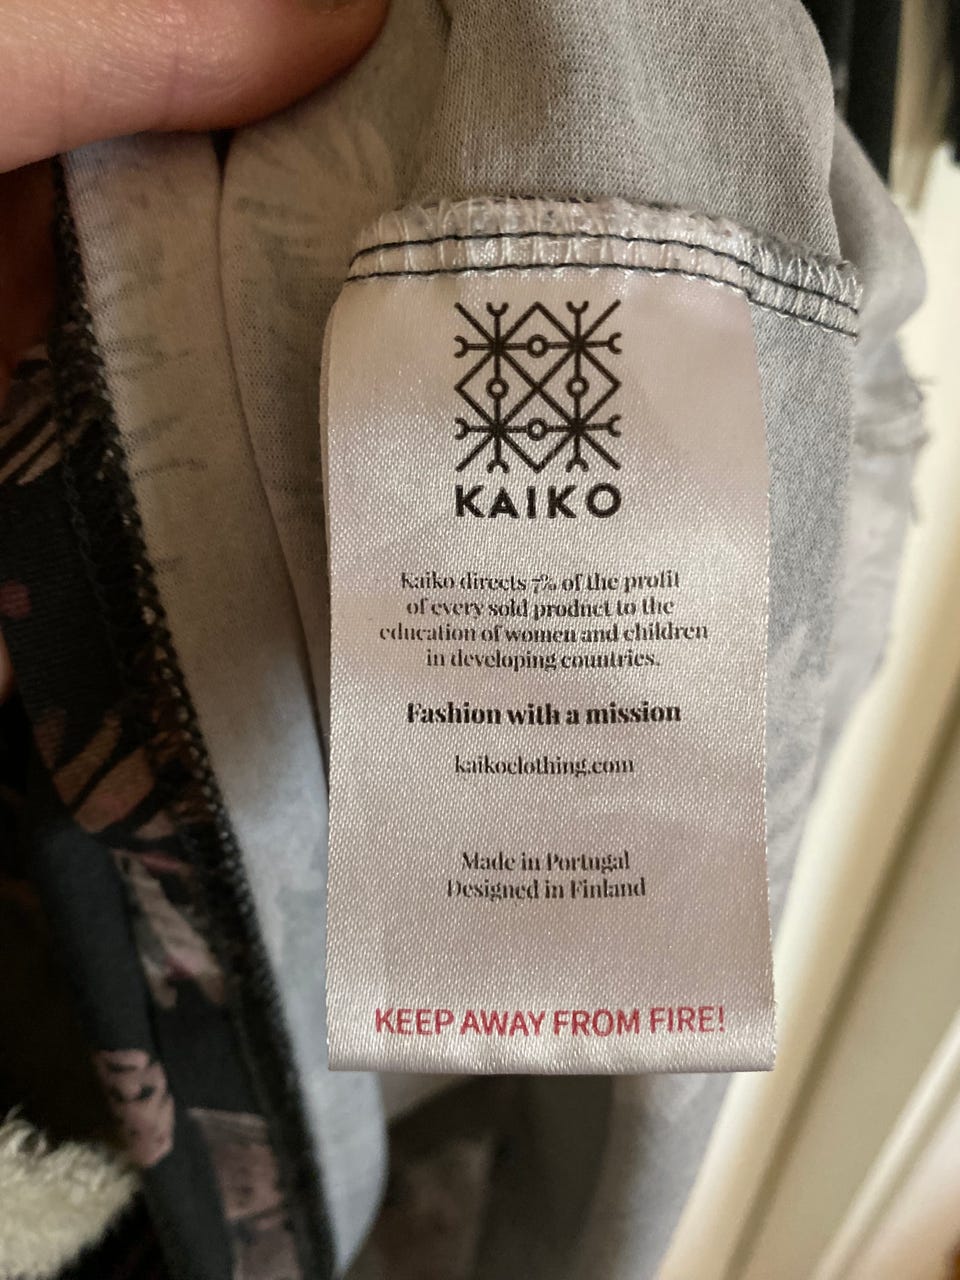 KAIKO
Kaiko directs 7% of the profit
of every sold product to the
education of women and children
in developing countries.
Fashion with a mission
kaikoclothing.com
Made in Portugal
Designed in Finland
KEEP AWAY FROM FIRE!